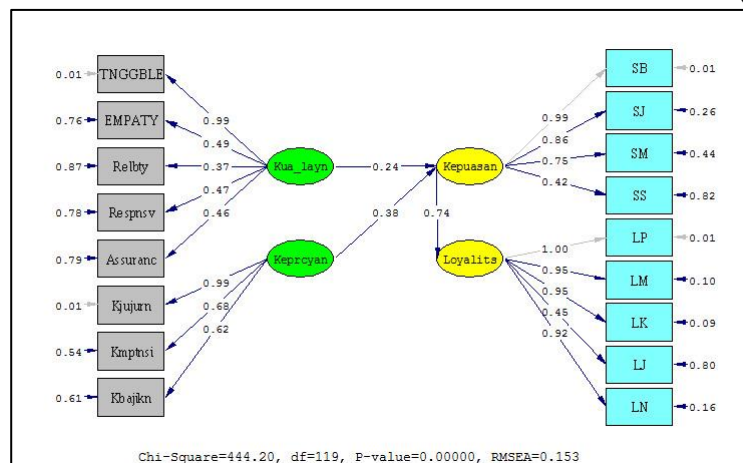 0.01 TNGGBLE
0.76 EMPATY
0.87 Relbty
0.78 Respnsv
0.79 Assuranc
0.01 Kjujurn
0.54 Kmptnsi
0.61 Kbajikn
0.99
0.49
0.37
0.47
0.46
0.99
0.68
0.62
Kua_layn
Keprcyan
0.24
0.38
0.74
Kepuasan
Loyalits
0.99
0.86
0.75
0.42
1.00
0.95
0.95
0.45
0.92
SB 0.01
SJ 0.26
SM 0.44
SS 0.82
LP 0.01
LM 0.10
LK 0.09
LJ 0.80
LN 0.16
Chi-Square=444.20, df=119, P-value=0.00000, RMSEA=0.153